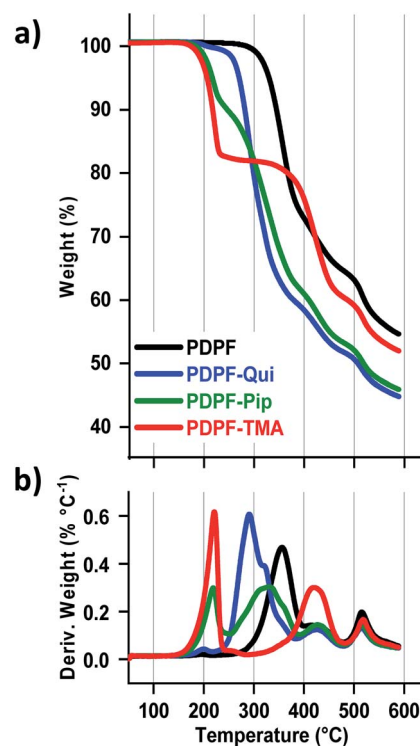 a)
100
90
80
70
60
50
40
Weight (%)
PDPF
PDPF-Qui
PDPF-Pip
PDPF-TMA
b)
0.6
0.4
0.2
0.0
Deriv. Weight (% °C⁻¹)
100 200 300 400 500 600
Temperature (°C)